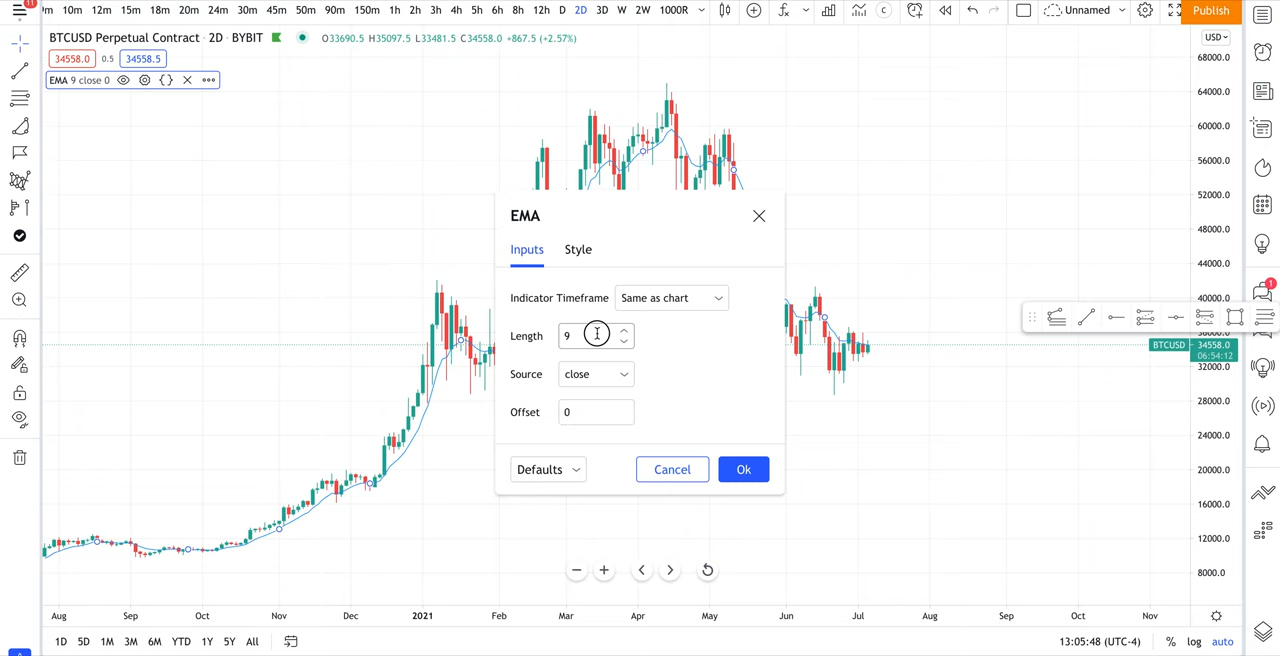 11
m 10m 12m 15m 18m 20m 24m 30m 45m 50m 90m 150m 1h 2h 3h 4h 5h 6h 8h 12h D 2D 3D W 2W 1000R
Unnamed
Publish
BTCUSD Perpetual Contract · 2D · BYBIT O33690.5 H35097.5 L33481.5 C34558.0 +867.5 (+2.57%)
USD
34558.0 0.5 34558.5
EMA 9 close 0
68000.0
64000.0
60000.0
56000.0
52000.0
48000.0
44000.0
40000.0
BTCUSD 34558.0
06:54:12
32000.0
28000.0
24000.0
20000.0
16000.0
12000.0
8000.0
1
EMA
Inputs Style
Indicator Timeframe Same as chart
Length 9
Source close
Offset 0
Defaults Cancel Ok
Aug Sep Oct Nov Dec 2021 Feb Mar Apr May Jun Jul Aug Sep Oct Nov
1D 5D 1M 3M 6M YTD 1Y 5Y All
13:05:48 (UTC-4) % log auto